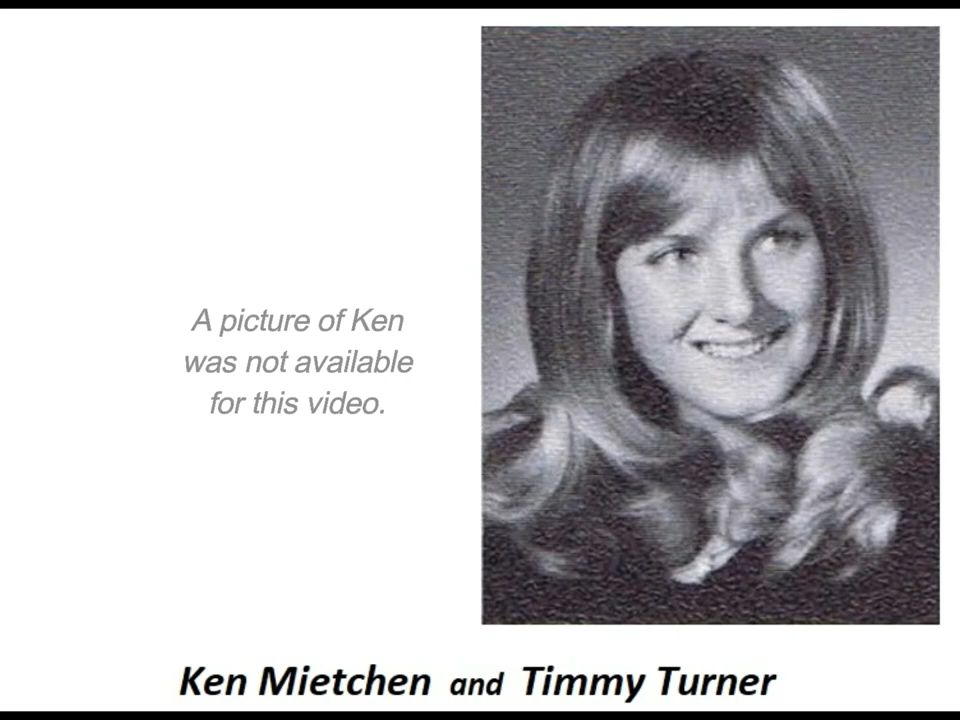 A picture of Ken
was not available
for this video.
Ken Mietchen and Timmy Turner